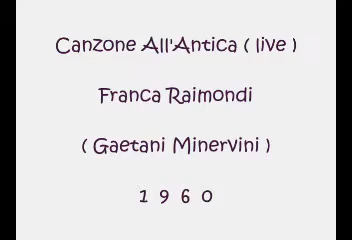 Canzone All'Antica ( live )
Franca Raimondi
( Gaetani Minervini )
1 9 6 0